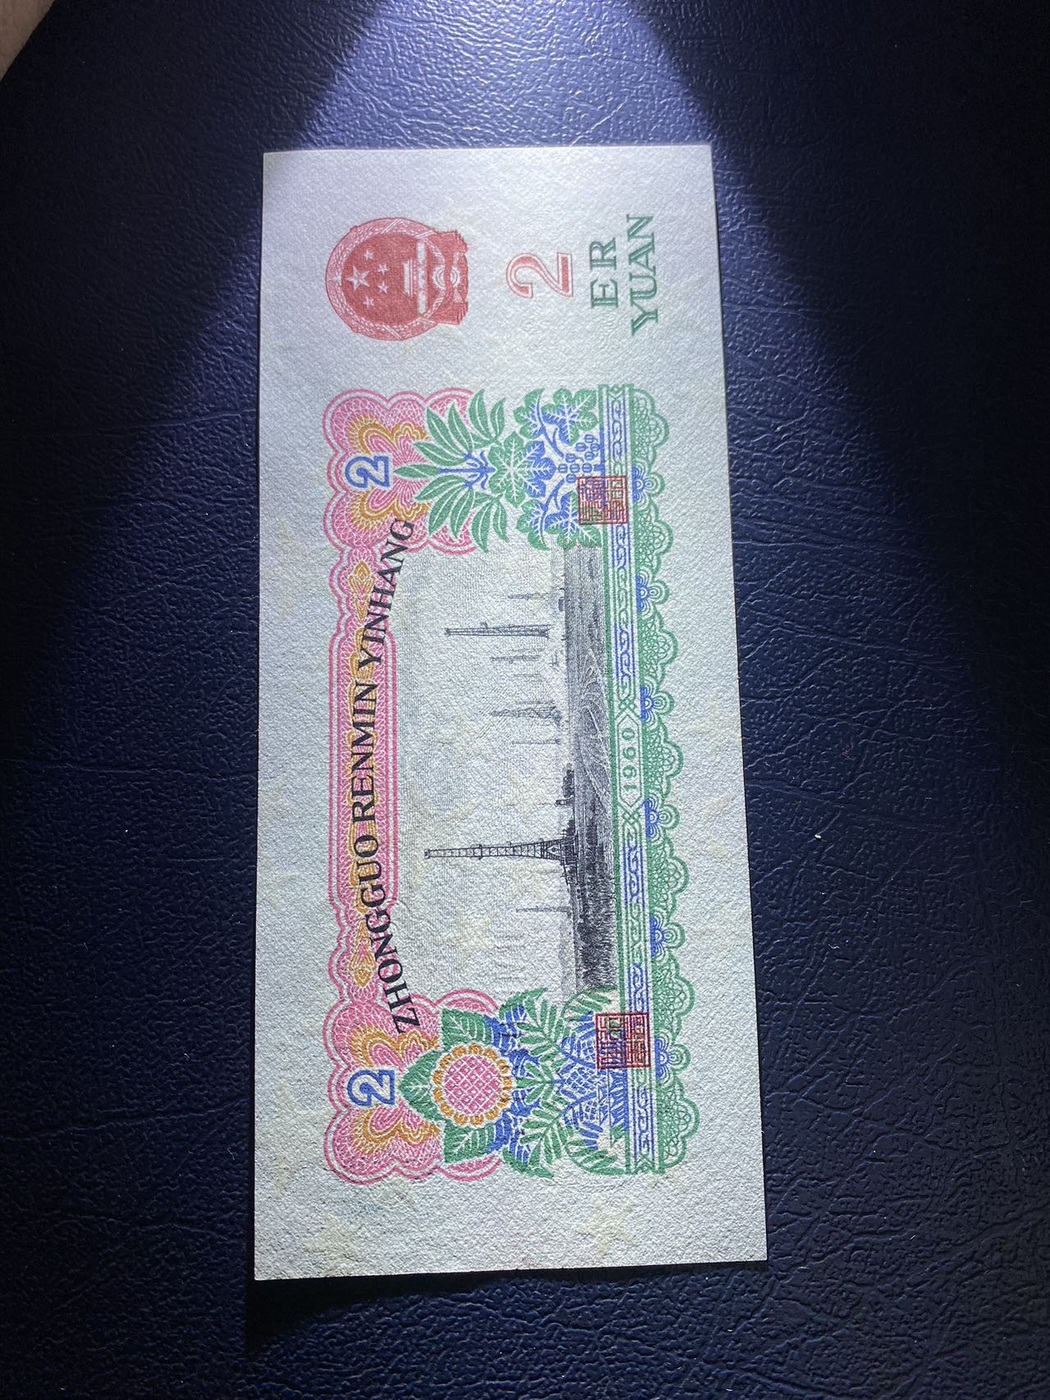 ZHONGGUO RENMIN YINHANG
2
2
2
ER
YUAN
1960